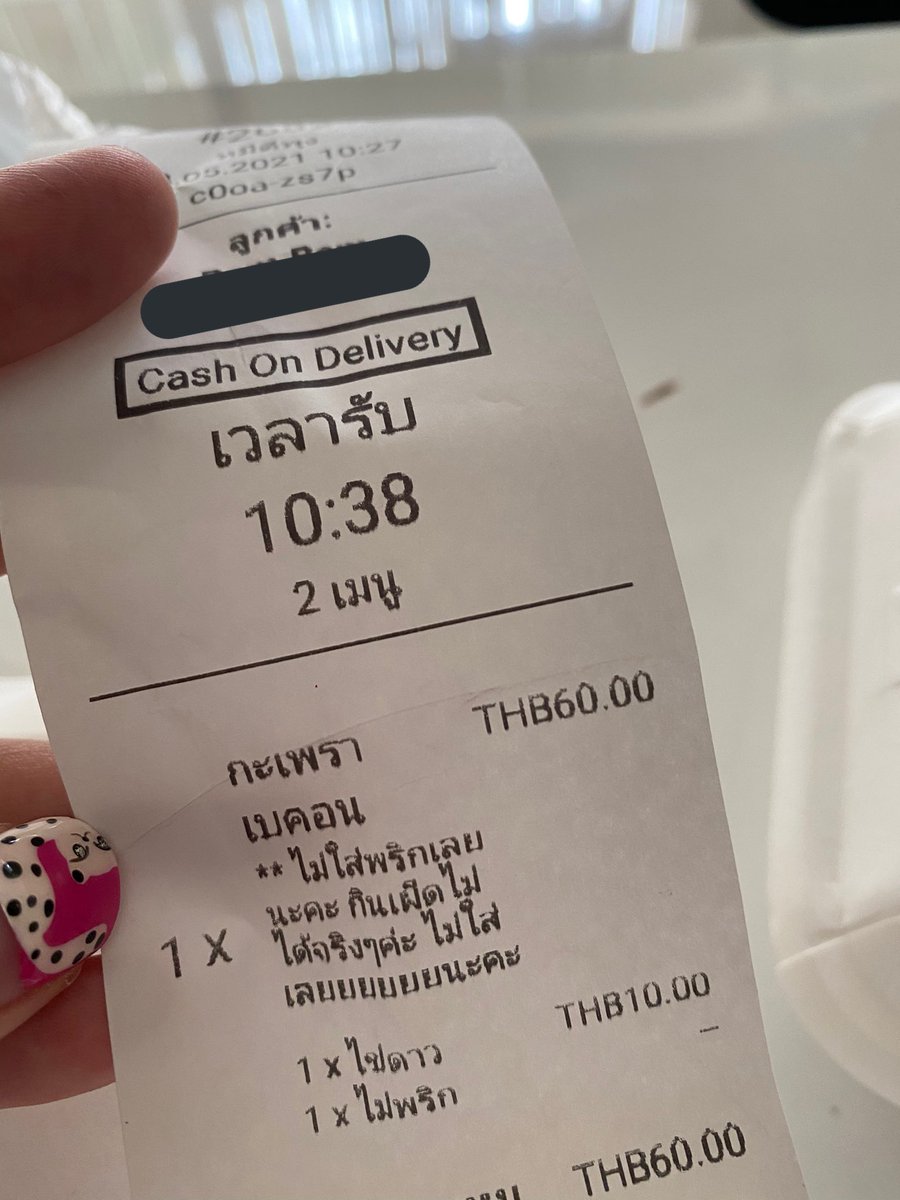 .05.2021 10:27
c0oa-zs7p
ลูกค้า:
Cash On Delivery
เวลารับ
10:38
2 เมนู
กะเพรา THB60.00
เบคอน
** ไม่ใส่พริกเลย
นะคะ กินเผ็ดไม่
1 X ได้จริงๆค่ะ ไม่ใส่
เลยยยยยยนะคะ
THB10.00
1 x ไข่ดาว
1 x ไม่พริก –
THB60.00